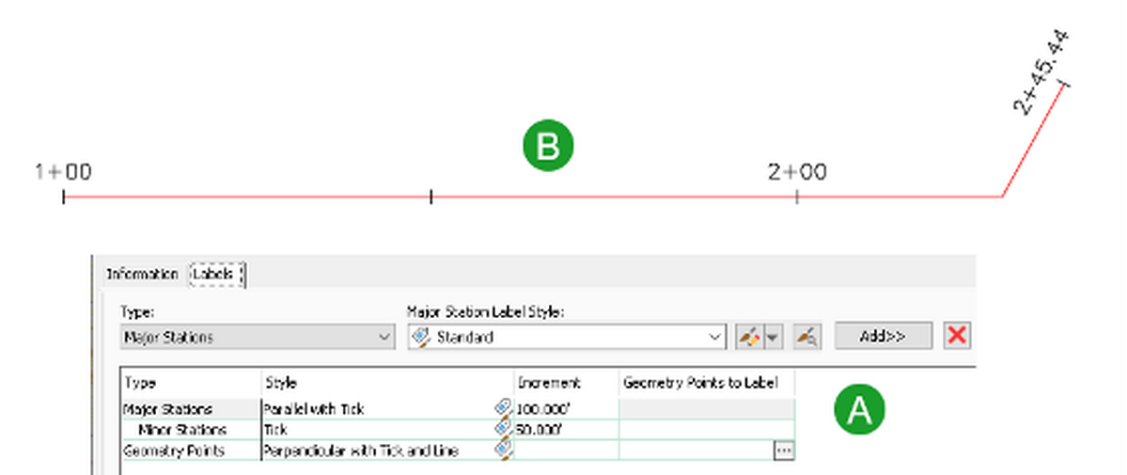 2+45.44
B
1+00
2+00
Information Labels
Type:
Major Station Label Style:
Major Stations
Standard
Add>>
Type Style Increment Geometry Points to Label
Major Stations Parallel with Tick 100.000'
Minor Stations Tick 50.000'
Geometry Points Perpendicular with Tick and Line
A